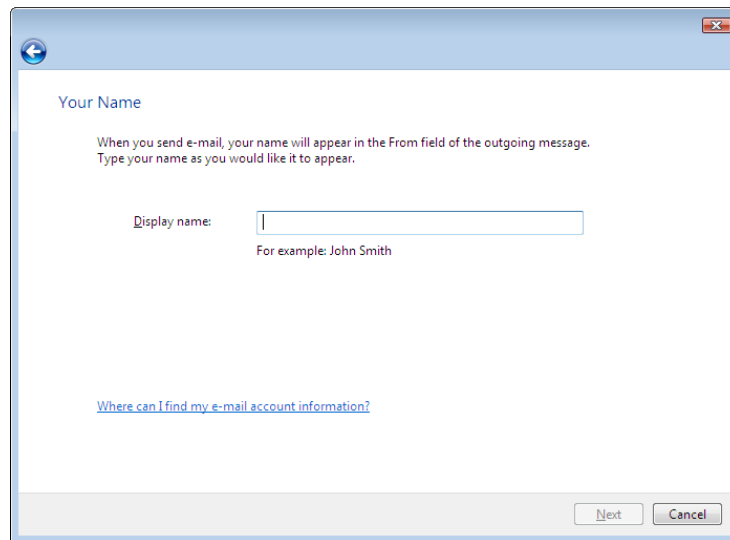 Your Name
When you send e-mail, your name will appear in the From field of the outgoing message.
Type your name as you would like it to appear.
Display name:
For example: John Smith
Where can I find my e-mail account information?
Next Cancel